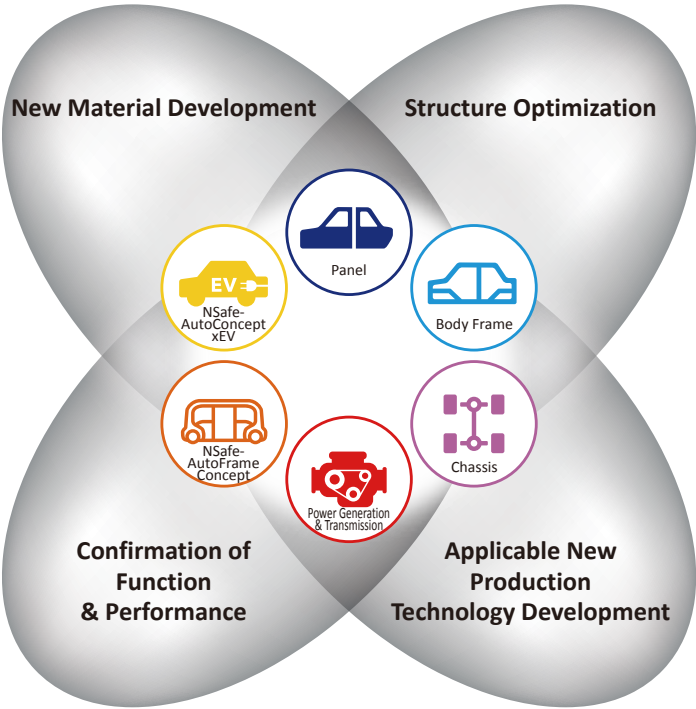 New Material Development
Structure Optimization
Panel
EV
NSafe-
AutoConcept
xEV
Body Frame
NSafe-
AutoFrame
Concept
Chassis
Power Generation
& Transmission
Confirmation of
Function
& Performance
Applicable New
Production
Technology Development